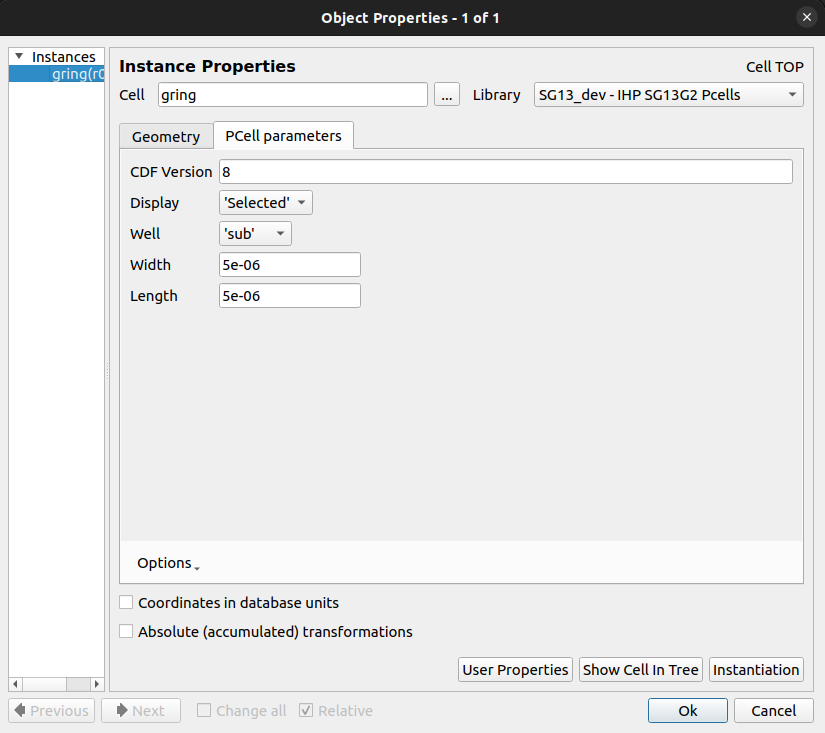 Object Properties - 1 of 1
Instances
gring(r0
Instance Properties
Cell TOP
Cell gring ... Library SG13_dev - IHP SG13G2 Pcells
Geometry PCell parameters
CDF Version 8
Display 'Selected'
Well 'sub'
Width 5e-06
Length 5e-06
Options
Coordinates in database units
Absolute (accumulated) transformations
User Properties Show Cell In Tree Instantiation
Previous Next Change all Relative Ok Cancel